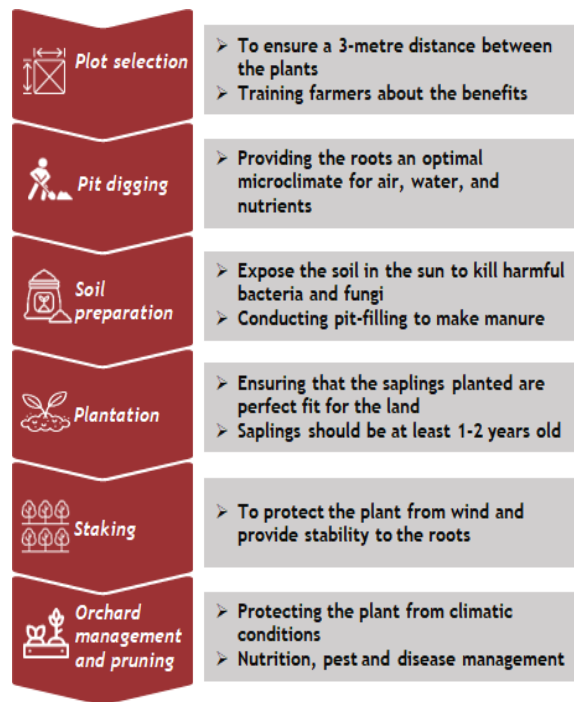 Plot selection
➢ To ensure a 3-metre distance between
the plants
➢ Training farmers about the benefits
Pit digging
➢ Providing the roots an optimal
microclimate for air, water, and
nutrients
Soil
preparation
➢ Expose the soil in the sun to kill harmful
bacteria and fungi
➢ Conducting pit-filling to make manure
Plantation
➢ Ensuring that the saplings planted are
perfect fit for the land
➢ Saplings should be at least 1-2 years old
Staking
➢ To protect the plant from wind and
provide stability to the roots
Orchard
management
and pruning
➢ Protecting the plant from climatic
conditions
➢ Nutrition, pest and disease management